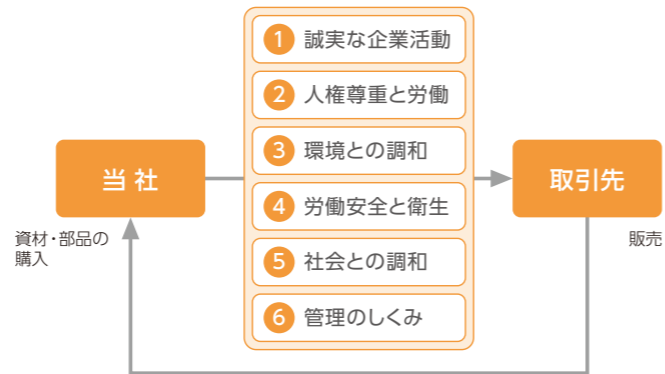 当社
資材・部品の
購入
1 誠実な企業活動
2 人権尊重と労働
3 環境との調和
4 労働安全と衛生
5 社会との調和
6 管理のしくみ
取引先
販売